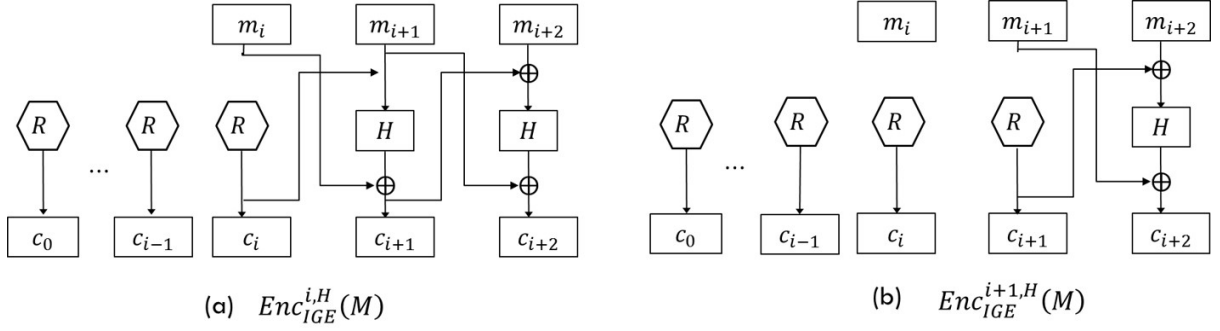 m_i m_{i+1} m_{i+2} m_i m_{i+1} m_{i+2}
⊕ ⊕
R R R H H R R R R H
... ...
⊕ ⊕ ⊕
c_0 c_{i-1} c_i c_{i+1} c_{i+2} c_0 c_{i-1} c_i c_{i+1} c_{i+2}
(a) Enc_{IGE}^{i,H}(M) (b) Enc_{IGE}^{i+1,H}(M)